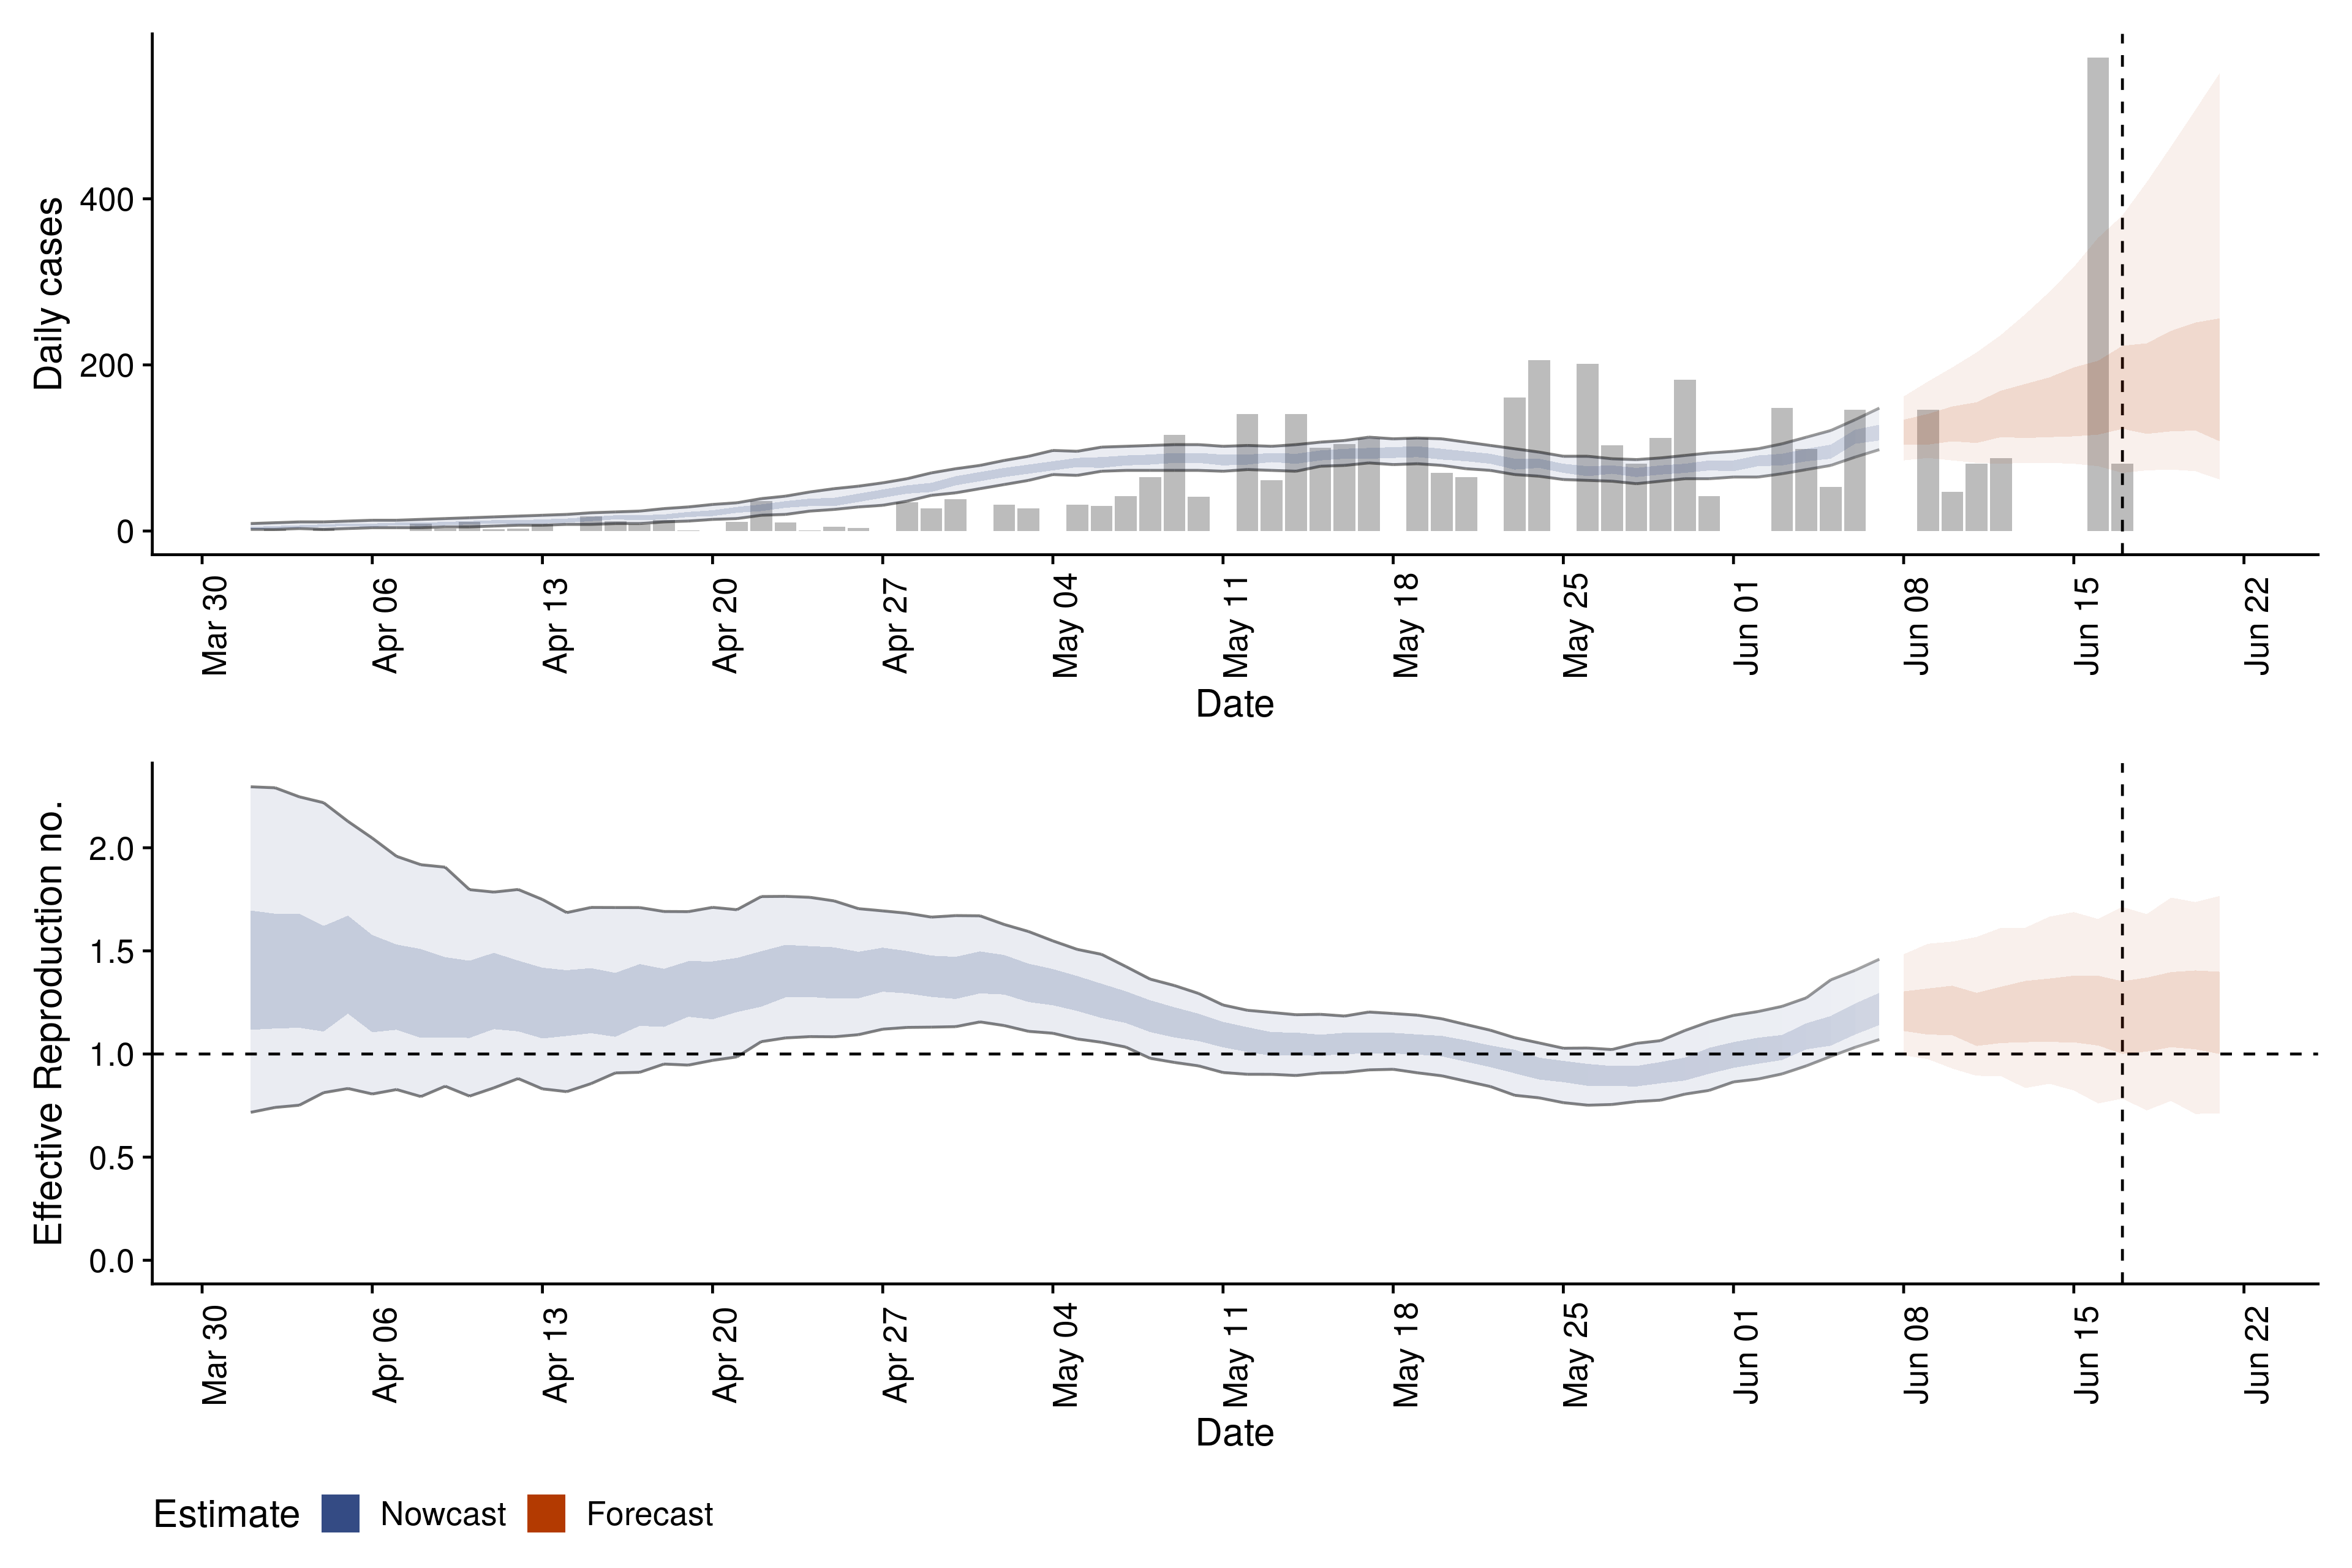 Daily cases
400
200
0
Mar 30
Apr 06
Apr 13
Apr 20
Apr 27
May 04
May 11
May 18
May 25
Jun 01
Jun 08
Jun 15
Jun 22
Date
Effective Reproduction no.
2.0
1.5
1.0
0.5
0.0
Mar 30
Apr 06
Apr 13
Apr 20
Apr 27
May 04
May 11
May 18
May 25
Jun 01
Jun 08
Jun 15
Jun 22
Date
Estimate Nowcast Forecast